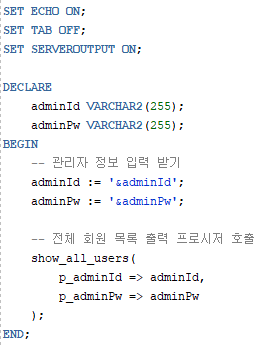 SET ECHO ON;
SET TAB OFF;
SET SERVEROUTPUT ON;

DECLARE
    adminId VARCHAR2(255);
    adminPw VARCHAR2(255);
BEGIN
    -- 관리자 정보 입력 받기
    adminId := '&adminId';
    adminPw := '&adminPw';

    -- 전체 회원 목록 출력 프로시저 호출
    show_all_users(
        p_adminId => adminId,
        p_adminPw => adminPw
    );
END;